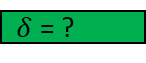 δ = ?